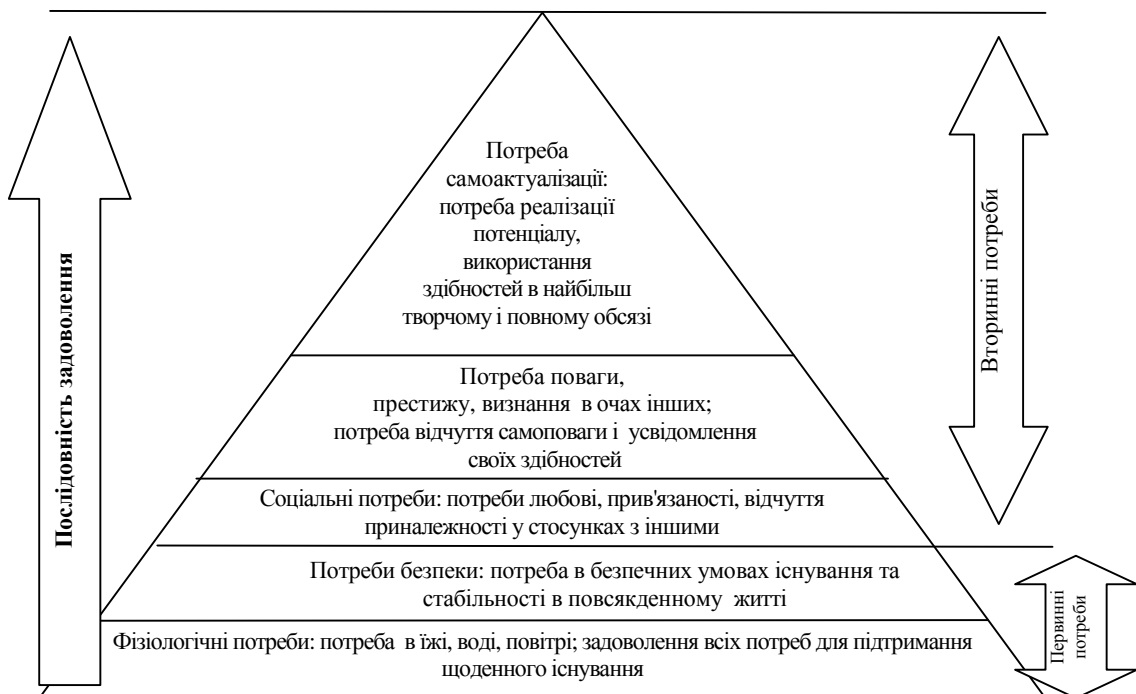 Потреба
самоактуалізації:
потреба реалізації
потенціалу,
використання
здібностей в найбільш
творчому і повному обсязі
Потреба поваги,
престижу, визнання в очах інших;
потреба відчуття самоповаги і усвідомлення
своїх здібностей
Соціальні потреби: потреби любові, прив'язаності, відчуття
приналежності у стосунках з іншими
Потреби безпеки: потреба в безпечних умовах існування та
стабільності в повсякденному житті
Фізіологічні потреби: потреба в їжі, воді, повітрі; задоволення всіх потреб для підтримання
щоденного існування
Послідовність задоволення
Вторинні потреби
Первинні
потреби